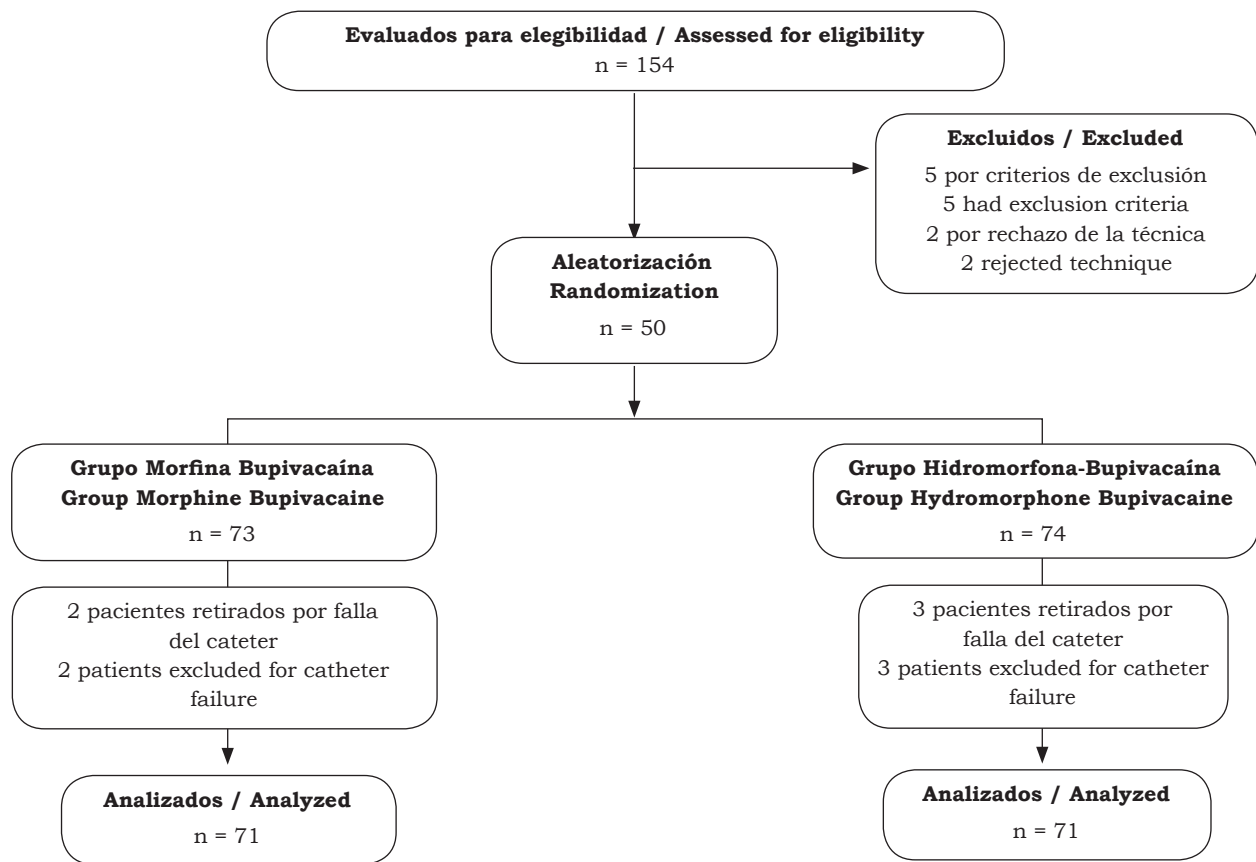 Evaluados para elegibilidad / Assessed for eligibility
n = 154
Excluidos / Excluded
5 por criterios de exclusión
5 had exclusion criteria
2 por rechazo de la técnica
2 rejected technique
Aleatorización
Randomization
n = 50
Grupo Morfina Bupivacaína
Group Morphine Bupivacaine
n = 73
Grupo Hidromorfona-Bupivacaína
Group Hydromorphone Bupivacaine
n = 74
2 pacientes retirados por falla
del cateter
2 patients excluded for catheter
failure
3 pacientes retirados por
falla del cateter
3 patients excluded for catheter
failure
Analizados / Analyzed
n = 71
Analizados / Analyzed
n = 71